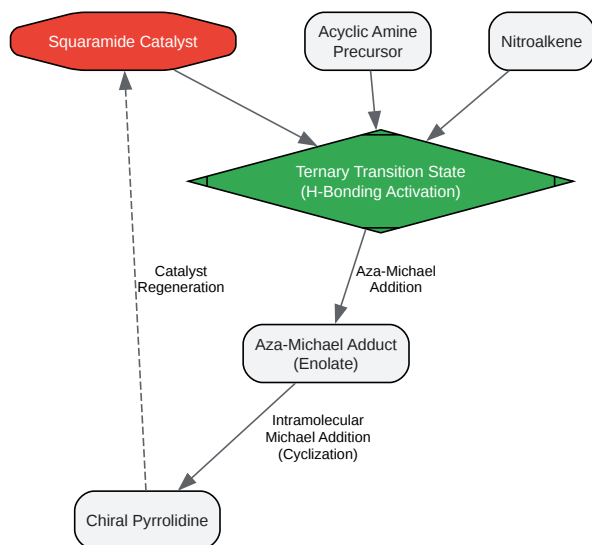 Squaramide Catalyst
Acyclic Amine
Precursor
Nitroalkene
Ternary Transition State
(H-Bonding Activation)
Catalyst
Regeneration
Aza-Michael
Addition
Aza-Michael Adduct
(Enolate)
Intramolecular
Michael Addition
(Cyclization)
Chiral Pyrrolidine